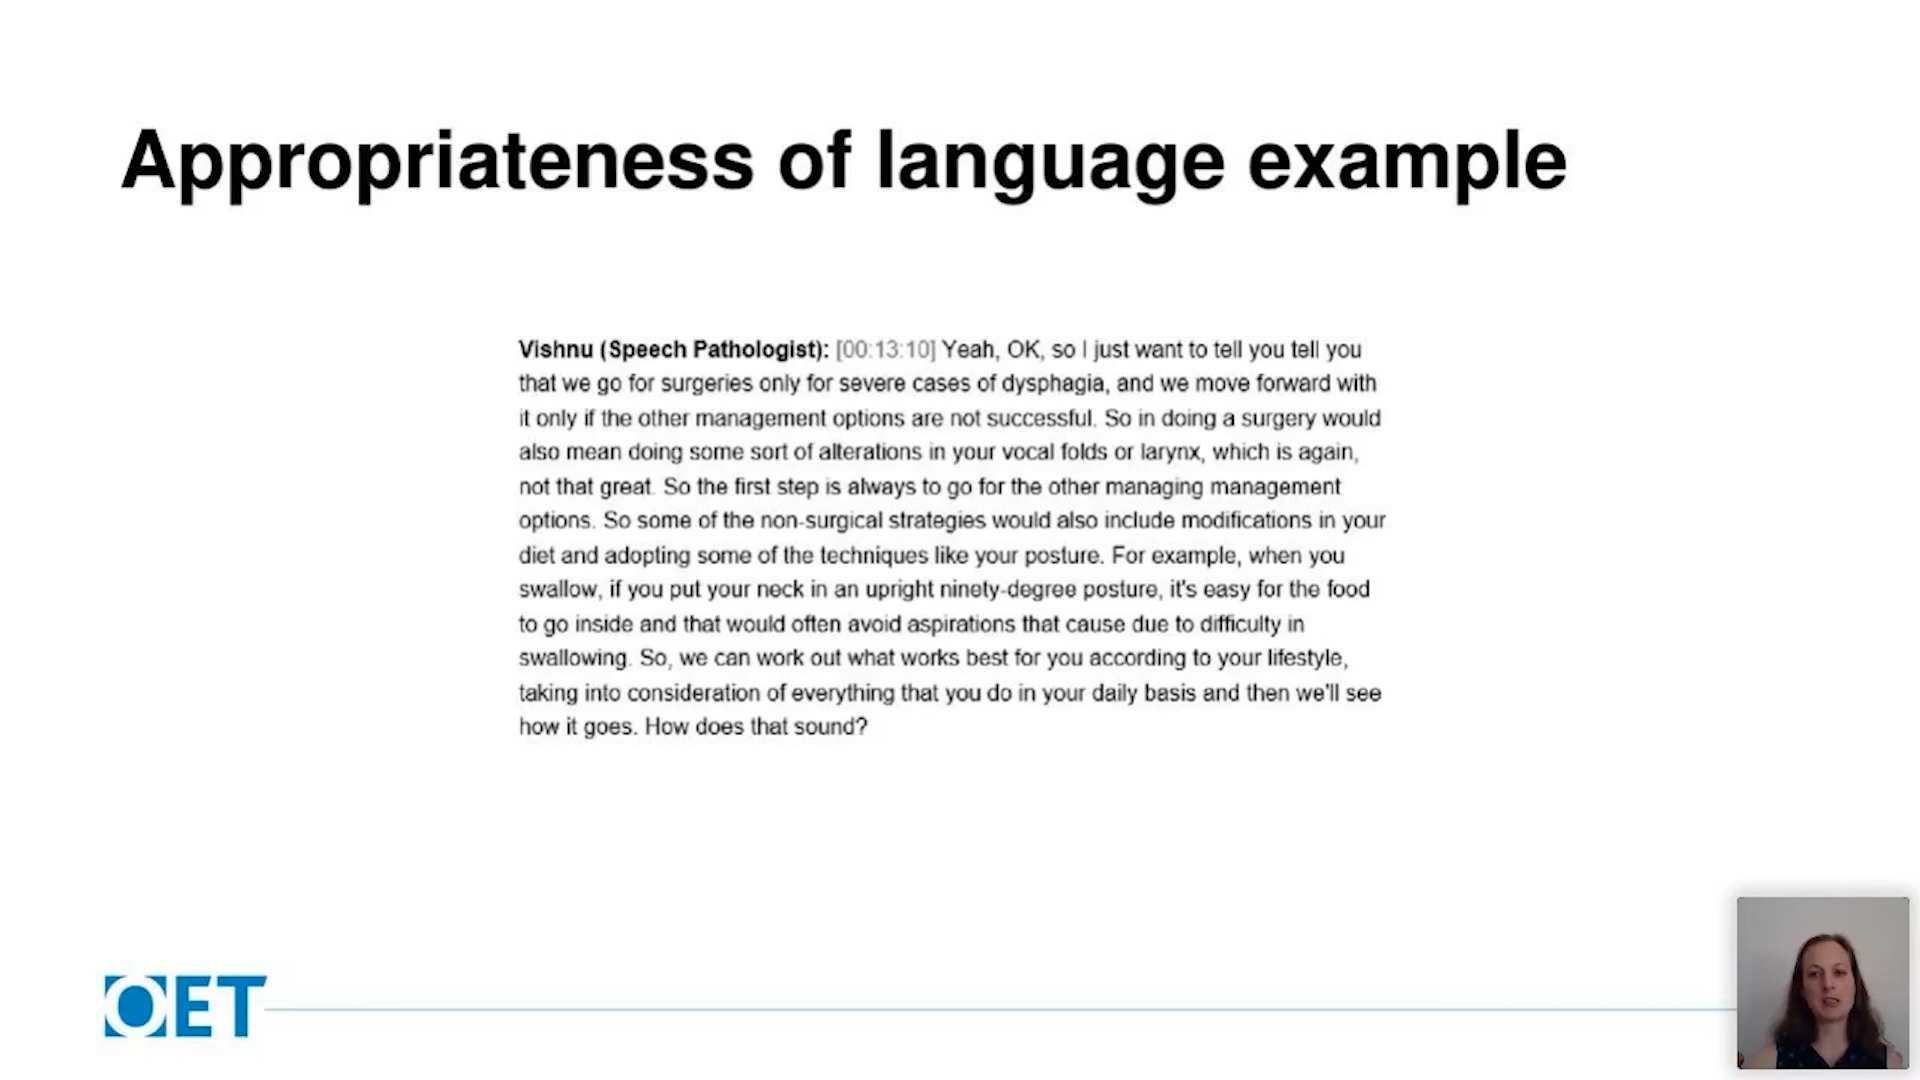 Appropriateness of language example
Vishnu (Speech Pathologist): [00:13:10] Yeah, OK, so I just want to tell you tell you
that we go for surgeries only for severe cases of dysphagia, and we move forward with
it only if the other management options are not successful. So in doing a surgery would
also mean doing some sort of alterations in your vocal folds or larynx, which is again,
not that great. So the first step is always to go for the other managing management
options. So some of the non-surgical strategies would also include modifications in your
diet and adopting some of the techniques like your posture. For example, when you
swallow, if you put your neck in an upright ninety-degree posture, it's easy for the food
to go inside and that would often avoid aspirations that cause due to difficulty in
swallowing. So, we can work out what works best for you according to your lifestyle,
taking into consideration of everything that you do in your daily basis and then we'll see
how it goes. How does that sound?
OET